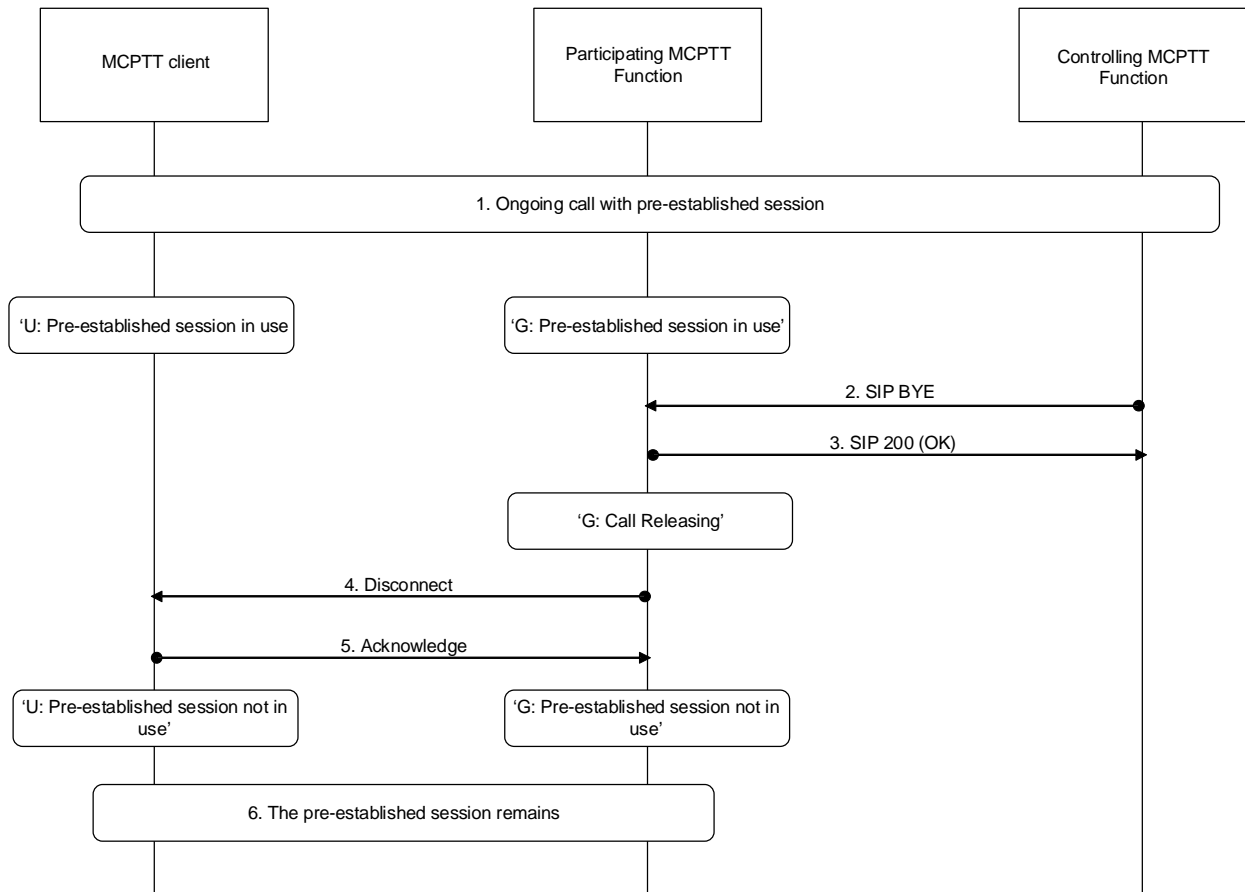 MCPTT client
Participating MCPTT
Function
Controlling MCPTT
Function
1. Ongoing call with pre-established session
‘U: Pre-established session in use
‘G: Pre-established session in use’
2. SIP BYE
3. SIP 200 (OK)
‘G: Call Releasing’
4. Disconnect
5. Acknowledge
‘U: Pre-established session not in
use’
‘G: Pre-established session not in
use’
6. The pre-established session remains